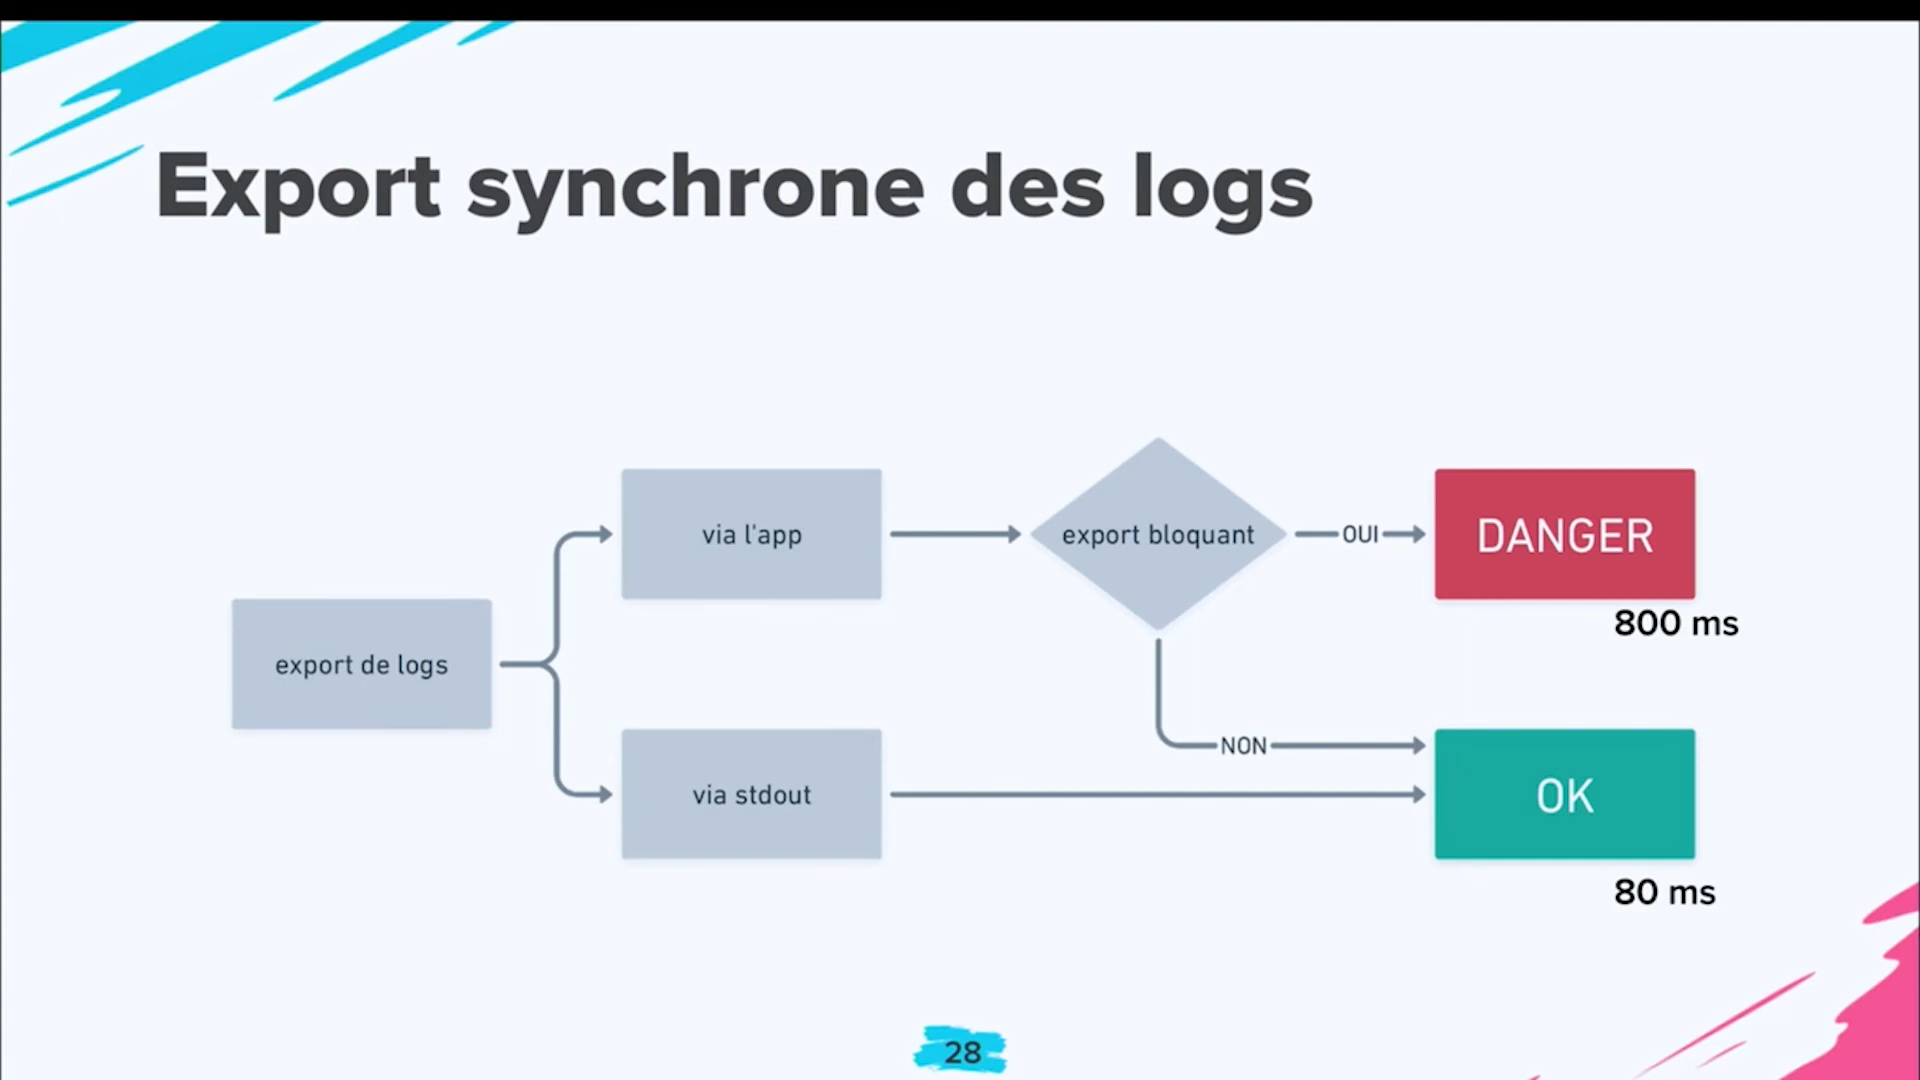 Export synchrone des logs
export de logs
via l'app
export bloquant
OUI
DANGER
800 ms
NON
via stdout
OK
80 ms
28